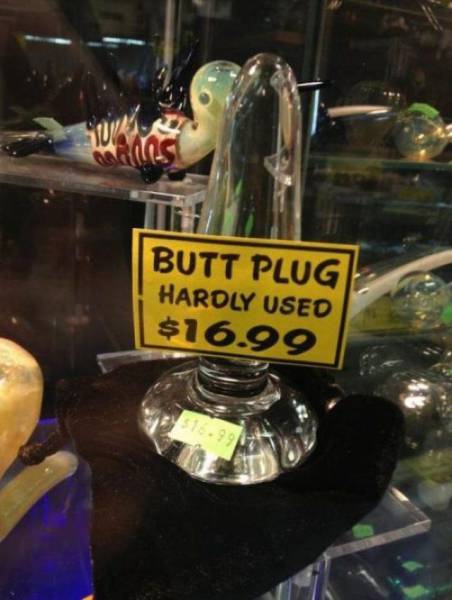 BUTT PLUG
HARDLY USED
$16.99
$16.99